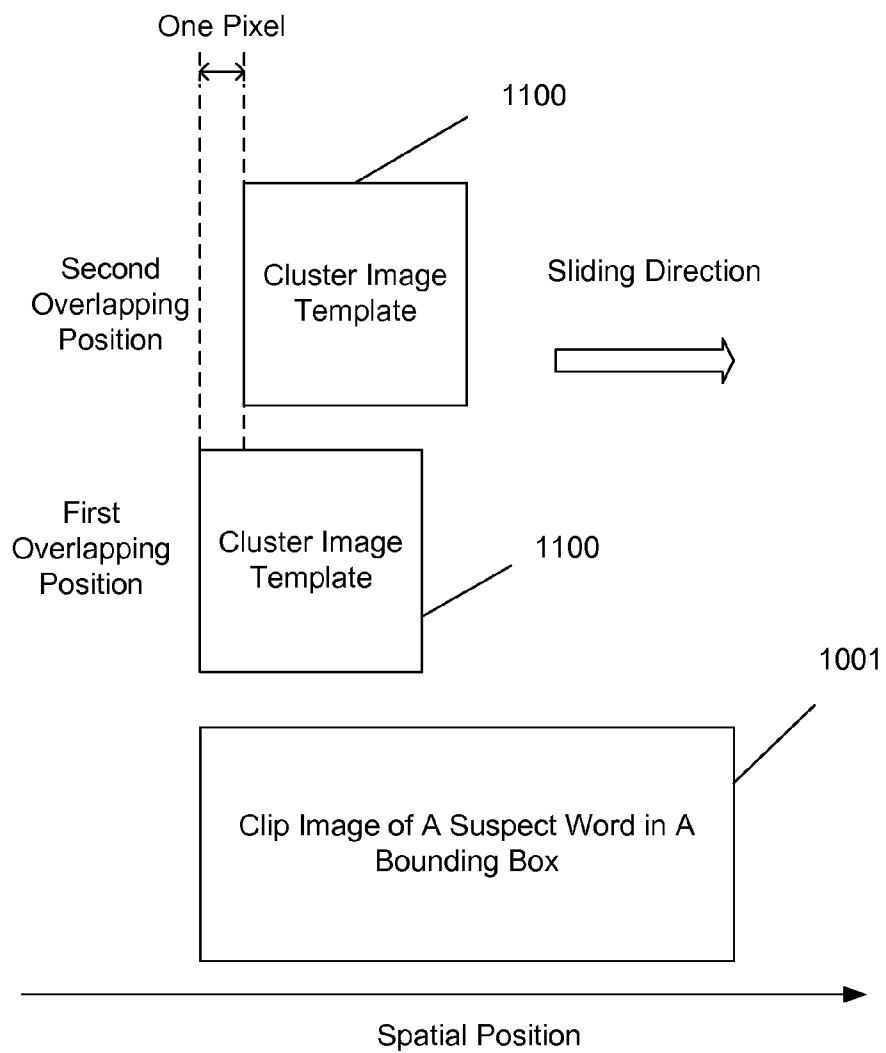 One Pixel
1100
Second
Overlapping
Position
Cluster Image
Template
Sliding Direction
First
Overlapping
Position
Cluster Image
Template
1100
1001
Clip Image of A Suspect Word in A
Bounding Box
Spatial Position